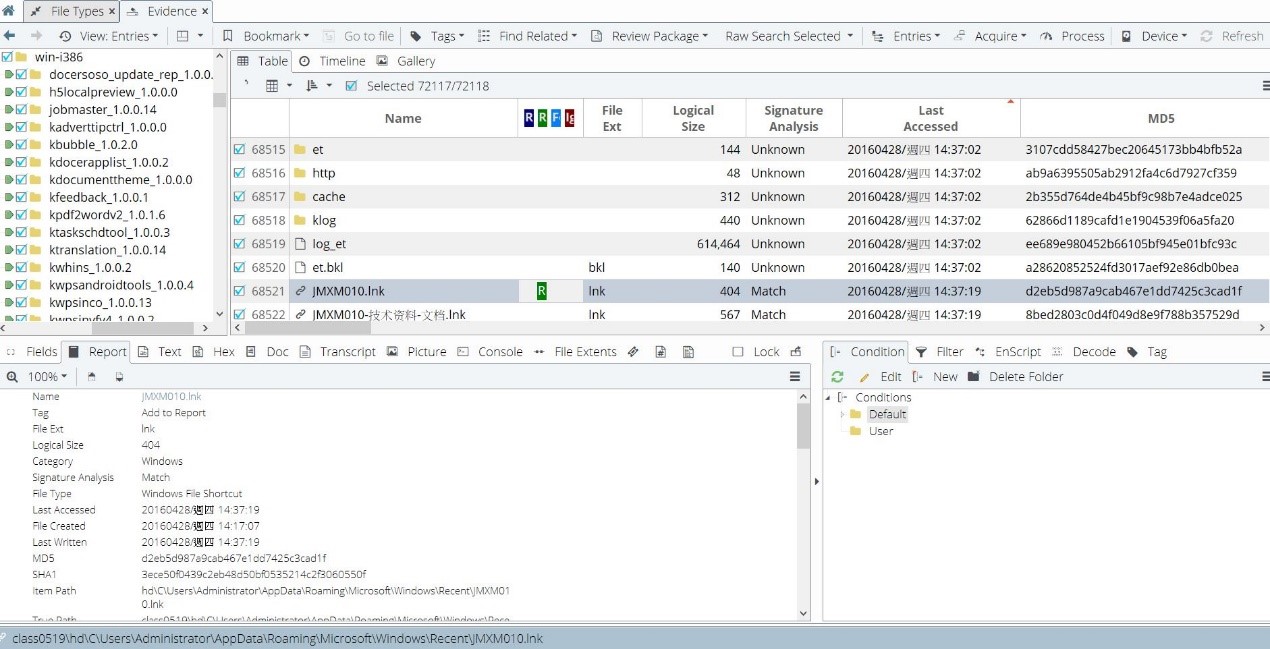 File Types × Evidence ×
View: Entries Bookmark Go to file Tags Find Related Review Package Raw Search Selected Entries Acquire Process Device Refresh
win-i386
docersoso_update_rep_1.0.0.
h5localpreview_1.0.0.0
jobmaster_1.0.0.14
kadverttipctrl_1.0.0.0
kbubble_1.0.2.0
kdocerapplist_1.0.0.2
kdocumenttheme_1.0.0.0
kfeedback_1.0.0.1
kpdf2wordv2_1.0.1.6
ktaskschdtool_1.0.0.3
ktranslation_1.0.0.14
kwhins_1.0.0.2
kwpsandroidtools_1.0.0.4
kwpsinco_1.0.0.13
Table Timeline Gallery
Selected 72117/72118
Name R R F Ig File Ext Logical Size Signature Analysis Last Accessed MD5
68515 et 144 Unknown 20160428/週四 14:37:02 3107cdd58427bec20645173bb4bfb52a
68516 http 48 Unknown 20160428/週四 14:37:02 ab9a6395505ab2912fa4c6d7927cf359
68517 cache 312 Unknown 20160428/週四 14:37:02 2b355d764de4b45bf9c98b7e4adce025
68518 klog 440 Unknown 20160428/週四 14:37:02 62866d1189cafd1e1904539f06a5fa20
68519 log_et 614,464 Unknown 20160428/週四 14:37:02 ee689e980452b66105bf945e01bfc93c
68520 et.bkl bkl 140 Unknown 20160428/週四 14:37:02 a28620852524fd3017aef92e86db0bea
68521 JMXM010.lnk R lnk 404 Match 20160428/週四 14:37:19 d2eb5d987a9cab467e1dd7425c3cad1f
68522 JMXM010-技术资料-文档.lnk lnk 567 Match 20160428/週四 14:37:19 8bed2803c0d4f049d8e9f788b357529d
Fields Report Text Hex Doc Transcript Picture Console File Extents Lock
100%
Name JMXM010.lnk
Tag Add to Report
File Ext lnk
Logical Size 404
Category Windows
Signature Analysis Match
File Type Windows File Shortcut
Last Accessed 20160428/週四 14:37:19
File Created 20160428/週四 14:17:07
Last Written 20160428/週四 14:37:19
MD5 d2eb5d987a9cab467e1dd7425c3cad1f
SHA1 3ece50f0439c2eb48d50bf0535214c2f3060550f
Item Path hd\C\Users\Administrator\AppData\Roaming\Microsoft\Windows\Recent\JMXM01
0.lnk
True Path class0519\hd\C\Users\Administrator\AppData\Roaming\Microsoft\Windows\Rece
Condition Filter EnScript Decode Tag
Edit New Delete Folder
Conditions
Default
User
class0519\hd\C\Users\Administrator\AppData\Roaming\Microsoft\Windows\Recent\JMXM010.lnk